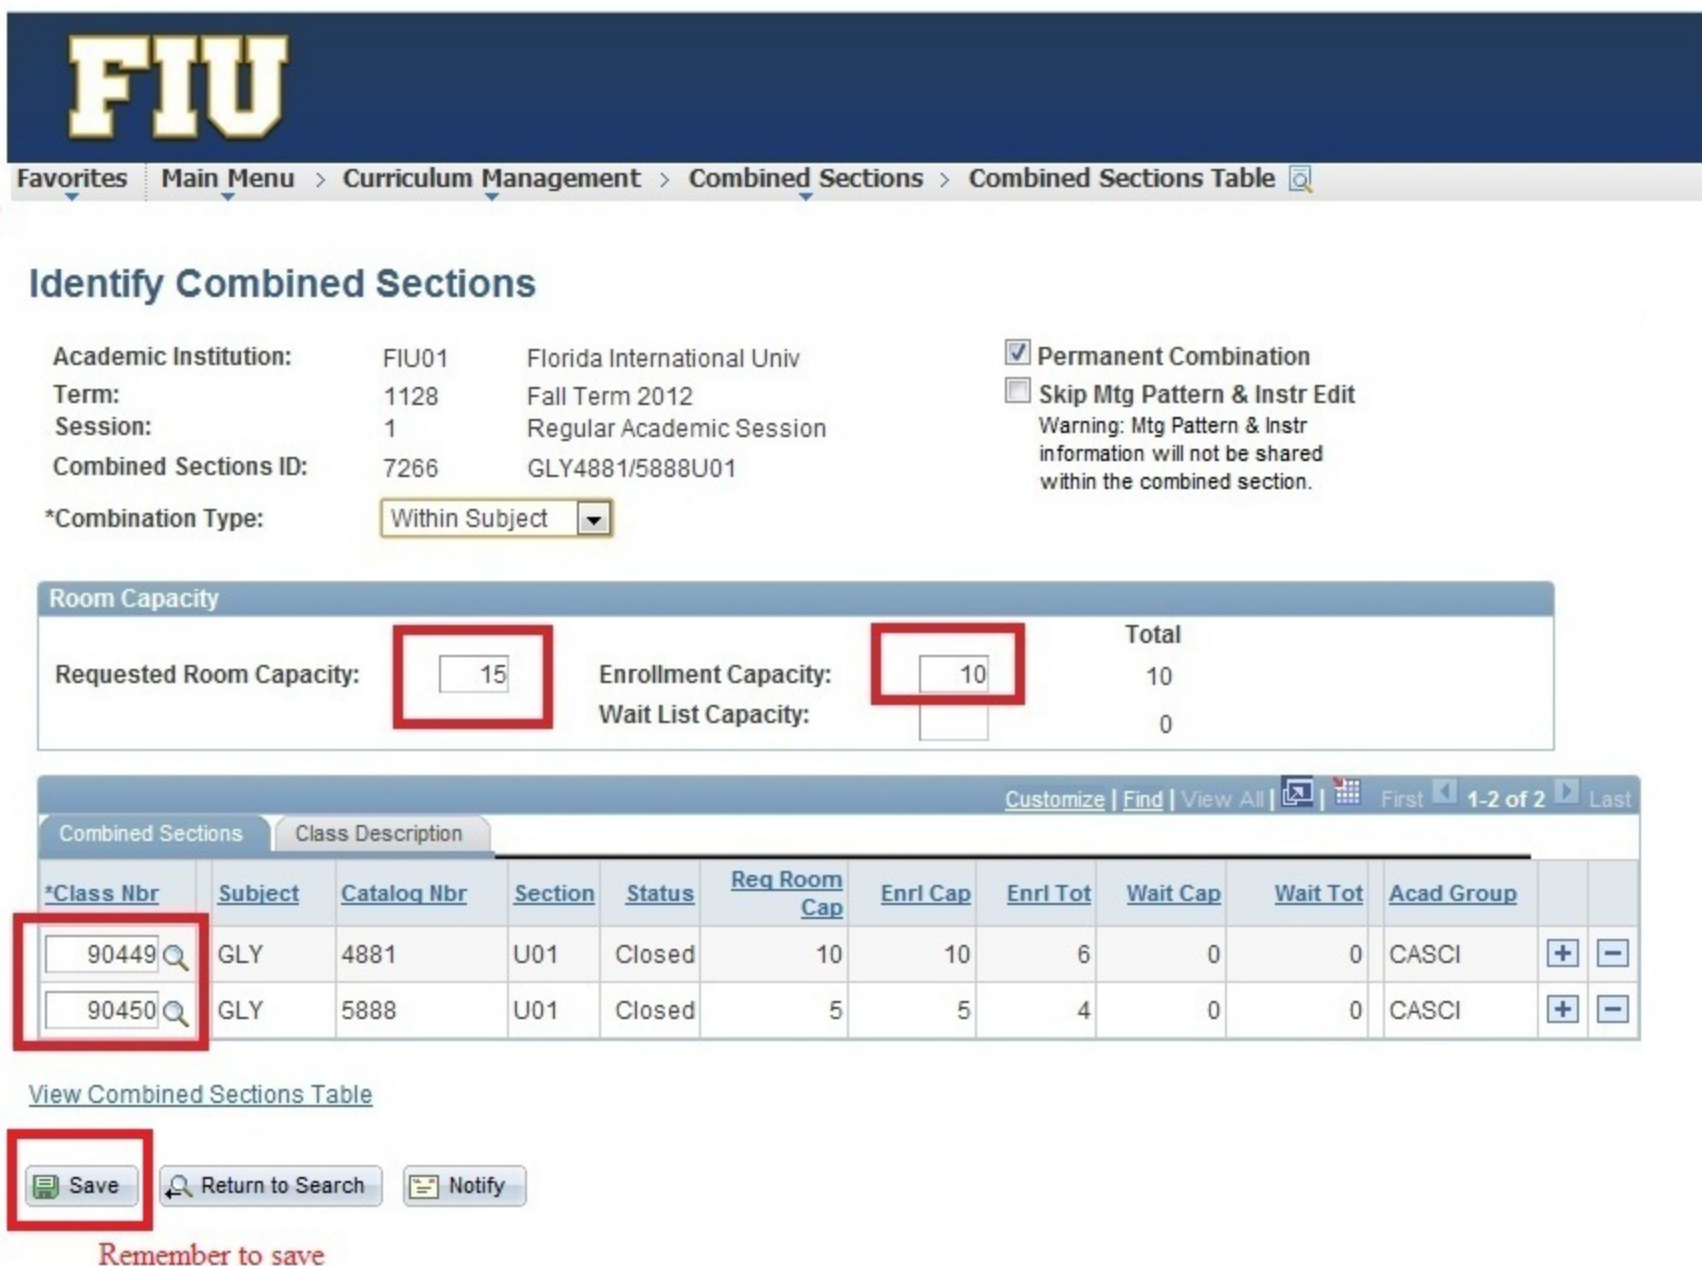 FIU
Favorites Main Menu > Curriculum Management > Combined Sections > Combined Sections Table
Identify Combined Sections
Academic Institution: FIU01 Florida International Univ
Permanent Combination
Term: 1128 Fall Term 2012
Skip Mtg Pattern & Instr Edit
Session: 1 Regular Academic Session
Warning: Mtg Pattern & Instr
information will not be shared
within the combined section.
Combined Sections ID: 7266 GLY4881/5888U01
*Combination Type: Within Subject
Room Capacity
Total
Requested Room Capacity: 15 Enrollment Capacity: 10 10
Wait List Capacity: 0
Customize | Find | View All | | First 1-2 of 2 Last
Combined Sections Class Description
*Class Nbr Subject Catalog Nbr Section Status Req Room Cap Enrl Cap Enrl Tot Wait Cap Wait Tot Acad Group
90449 GLY 4881 U01 Closed 10 10 6 0 0 CASCI + −
90450 GLY 5888 U01 Closed 5 5 4 0 0 CASCI + −
View Combined Sections Table
Save Return to Search Notify
Remember to save